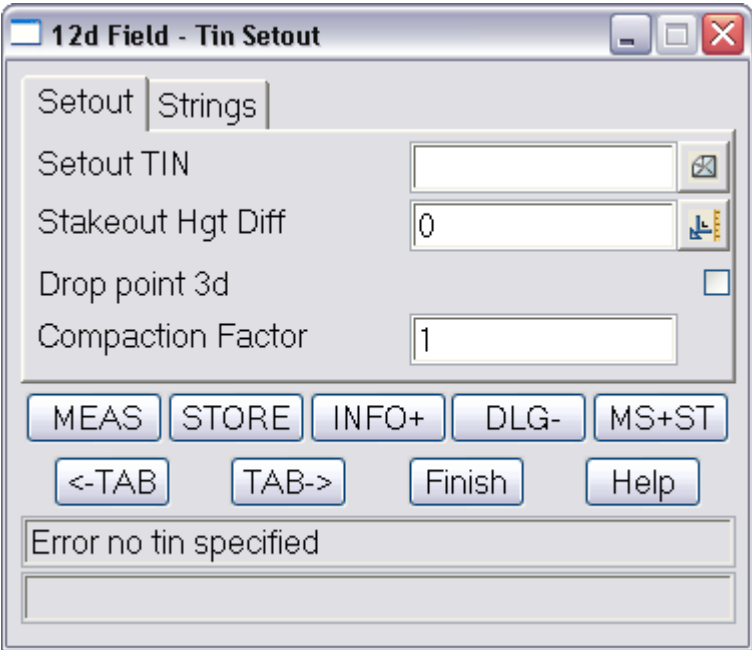 12d Field - Tin Setout
Setout Strings
Setout TIN
Stakeout Hgt Diff 0
Drop point 3d
Compaction Factor 1
MEAS STORE INFO+ DLG- MS+ST
<-TAB TAB-> Finish Help
Error no tin specified